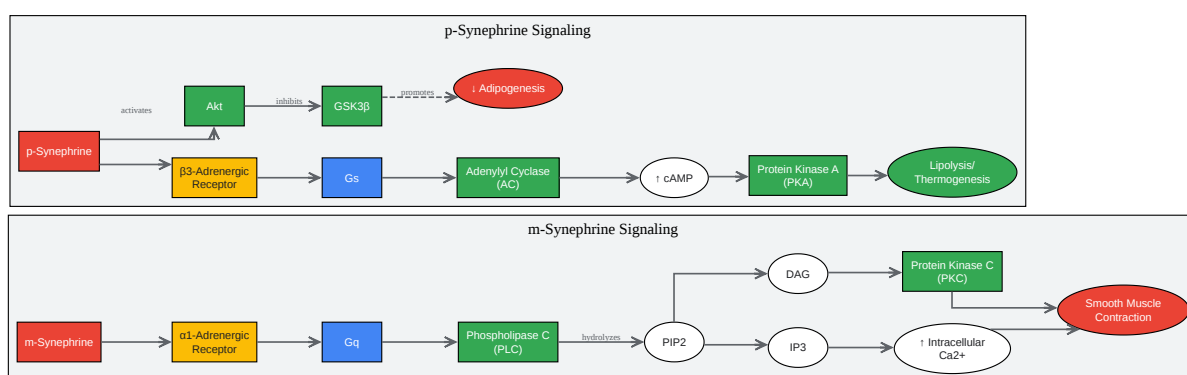 p-Synephrine Signaling
↓ Adipogenesis
promotes
Akt
inhibits
GSK3β
activates
p-Synephrine
β3-Adrenergic
Receptor
Gs
Adenylyl Cyclase
(AC)
↑ cAMP
Protein Kinase A
(PKA)
Lipolysis/
Thermogenesis
m-Synephrine Signaling
DAG
Protein Kinase C
(PKC)
Smooth Muscle
Contraction
m-Synephrine
α1-Adrenergic
Receptor
Gq
Phospholipase C
(PLC)
hydrolyzes
PIP2
IP3
↑ Intracellular
Ca2+